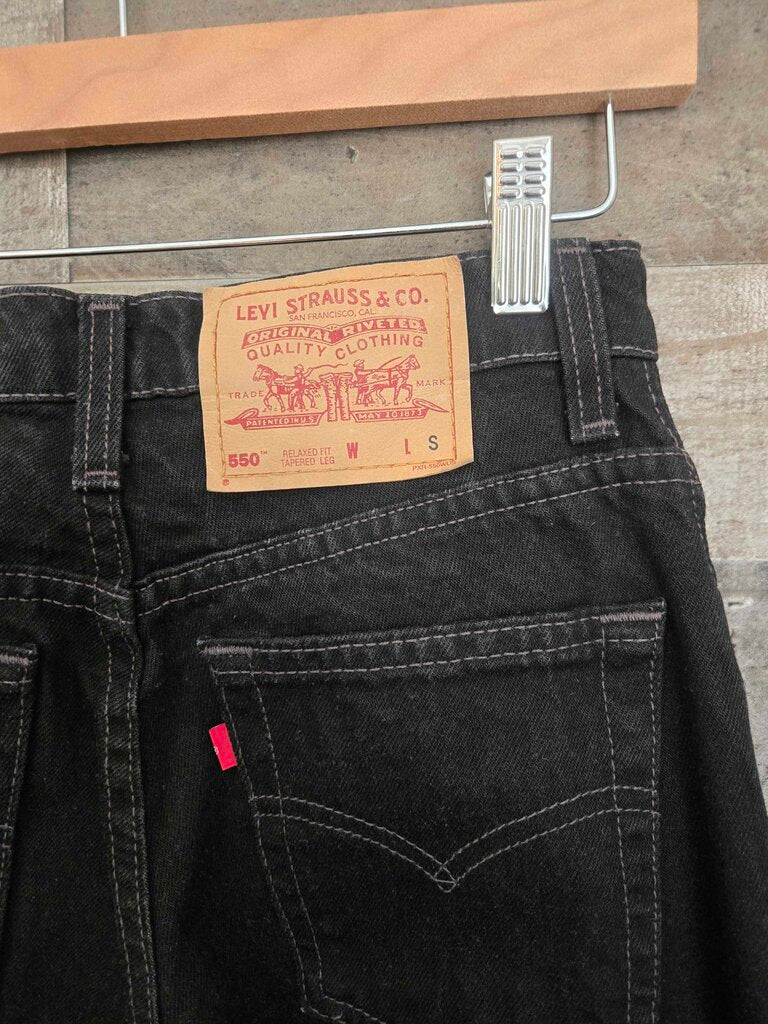 LEVI STRAUSS & CO.
SAN FRANCISCO, CAL.
ORIGINAL RIVETED
QUALITY CLOTHING
TRADE MARK
PATENTED IN U.S. MAY 20 1873
550™ RELAXED FIT W L S
TAPERED LEG
®